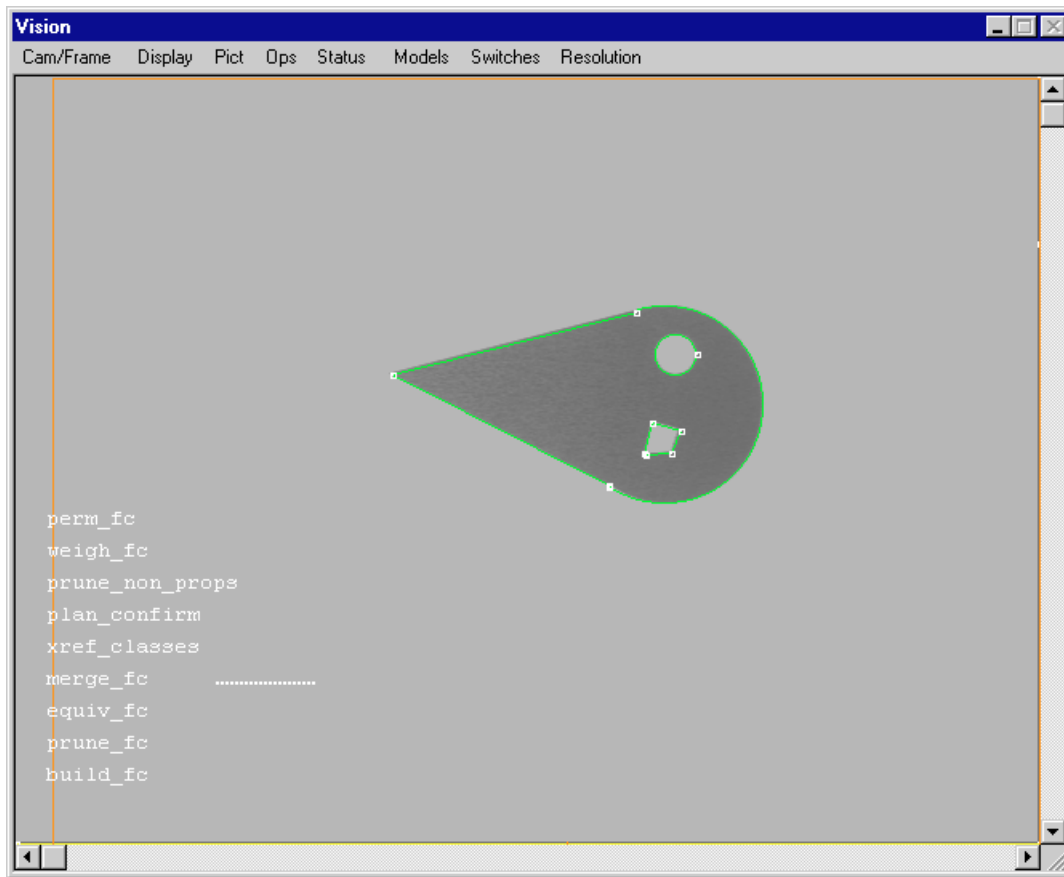 Vision
Cam/Frame Display Pict Ops Status Models Switches Resolution
perm_fc
weigh_fc
prune_non_props
plan_confirm
xref_classes
merge_fc .....................
equiv_fc
prune_fc
build_fc